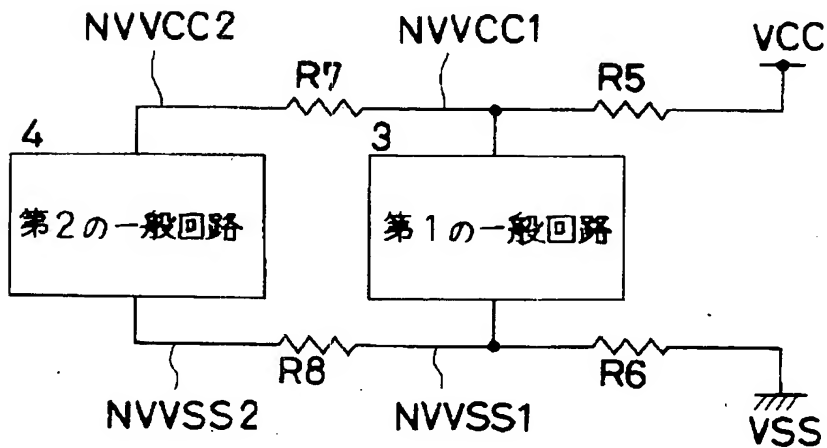 NVVCC2
NVVCC1
VCC
R7
R5
4
3
第2の一般回路
第1の一般回路
R8
R6
NVVSS2
NVVSS1
VSS